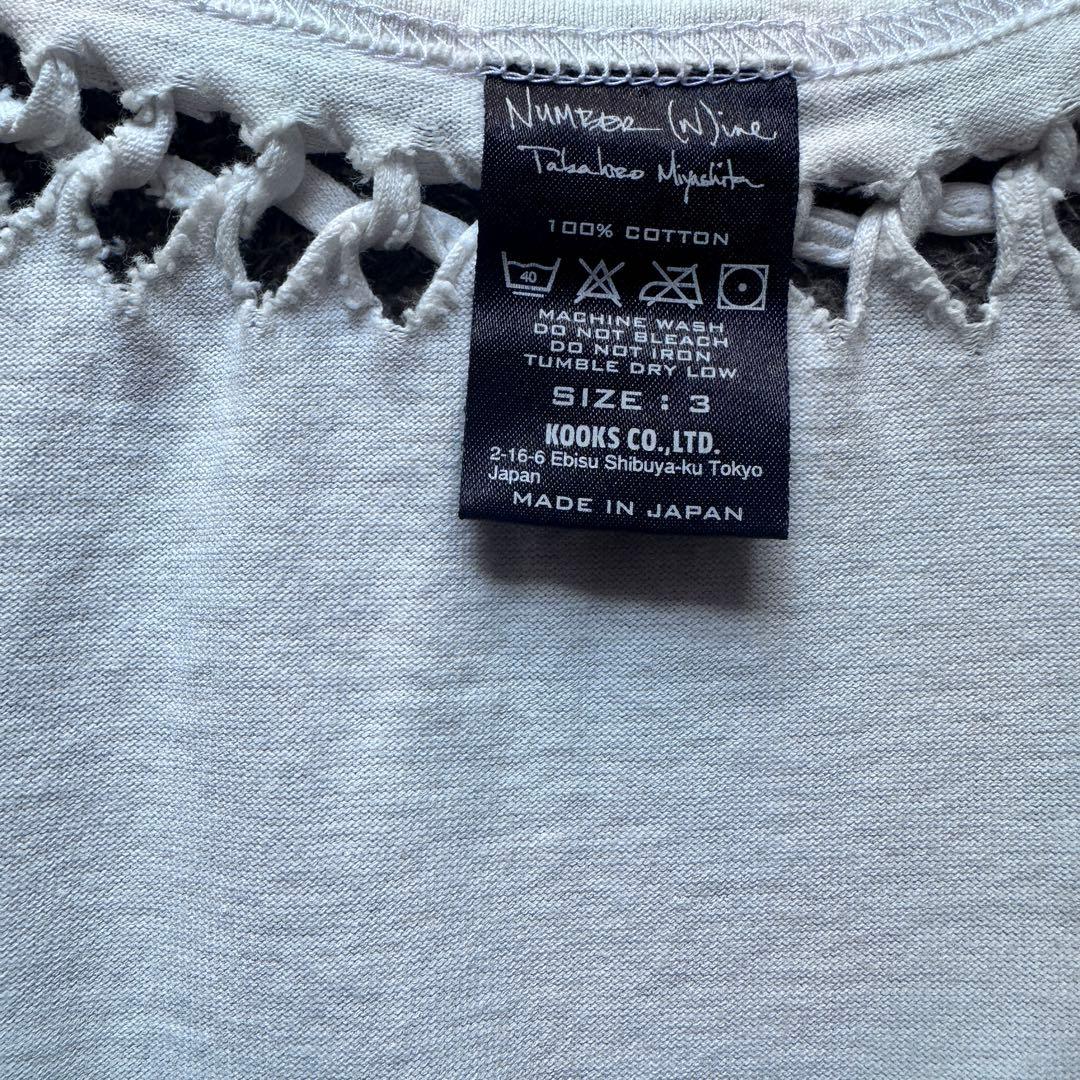 NUMBER (N)ine
Takahiro Miyashita
100% COTTON
40
MACHINE WASH
DO NOT BLEACH
DO NOT IRON
TUMBLE DRY LOW
SIZE : 3
KOOKS CO.,LTD.
2-16-6 Ebisu Shibuya-ku Tokyo
Japan
MADE IN JAPAN